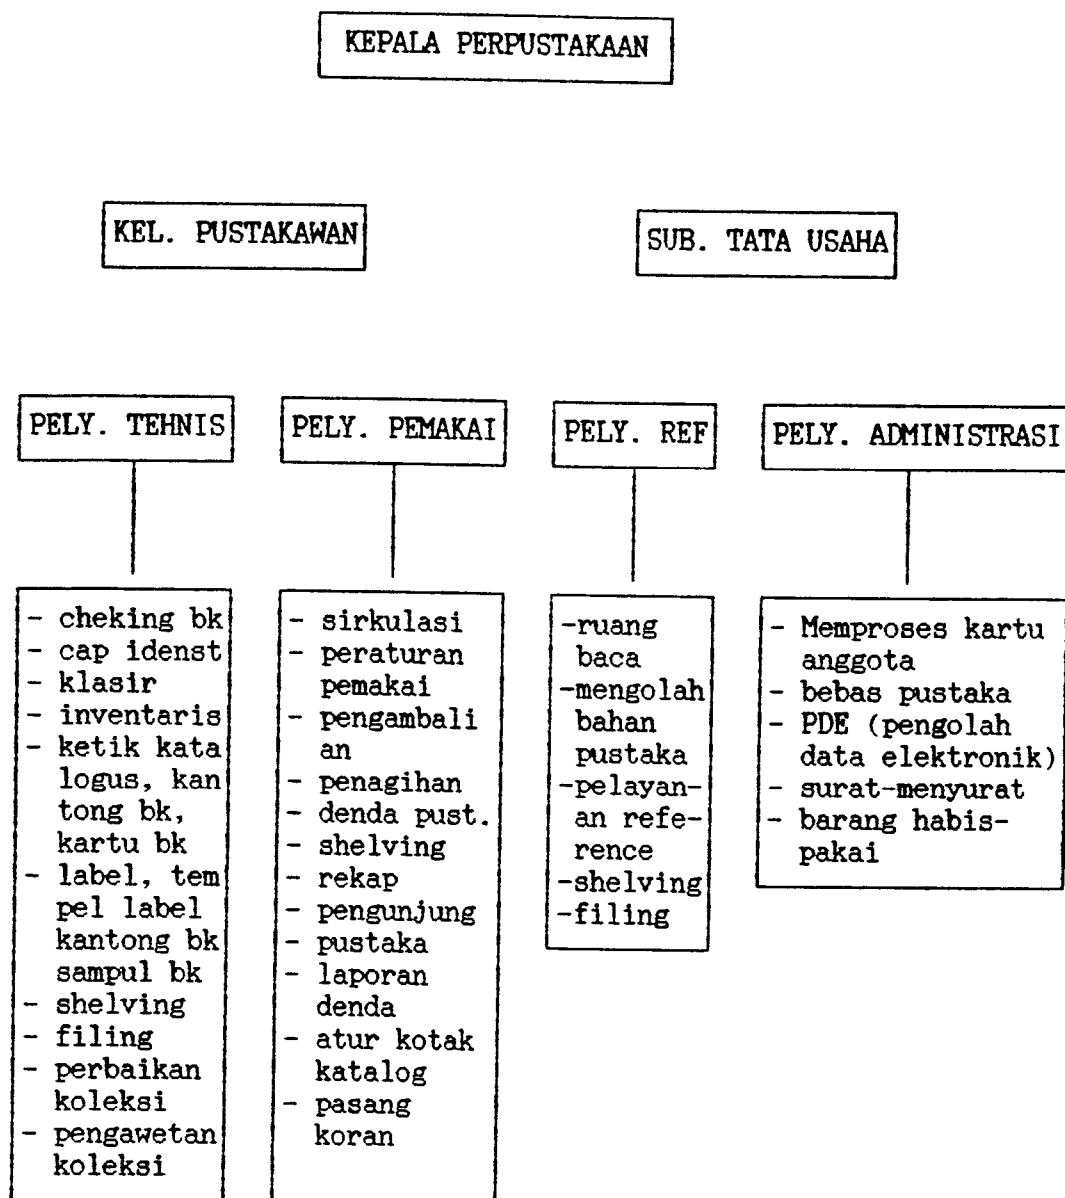 KEPALA PERPUSTAKAAN
KEL. PUSTAKAWAN
SUB. TATA USAHA
PELY. TEHNIS
PELY. PEMAKAI
PELY. REF
PELY. ADMINISTRASI
- cheking bk
- cap idenst
- klasir
- inventaris
- ketik kata
logus, kan
tong bk,
kartu bk
- label, tem
pel label
kantong bk
sampul bk
- shelving
- filing
- perbaikan
koleksi
- pengawetan
koleksi
- sirkulasi
- peraturan
pemakai
- pengambali
an
- penagihan
- denda pust.
- shelving
- rekap
- pengunjung
- pustaka
- laporan
denda
- atur kotak
katalog
- pasang
koran
-ruang
baca
-mengolah
bahan
pustaka
-pelayan-
an refe-
rence
-shelving
-filing
- Memproses kartu
anggota
- bebas pustaka
- PDE (pengolah
data elektronik)
- surat-menyurat
- barang habis-
pakai